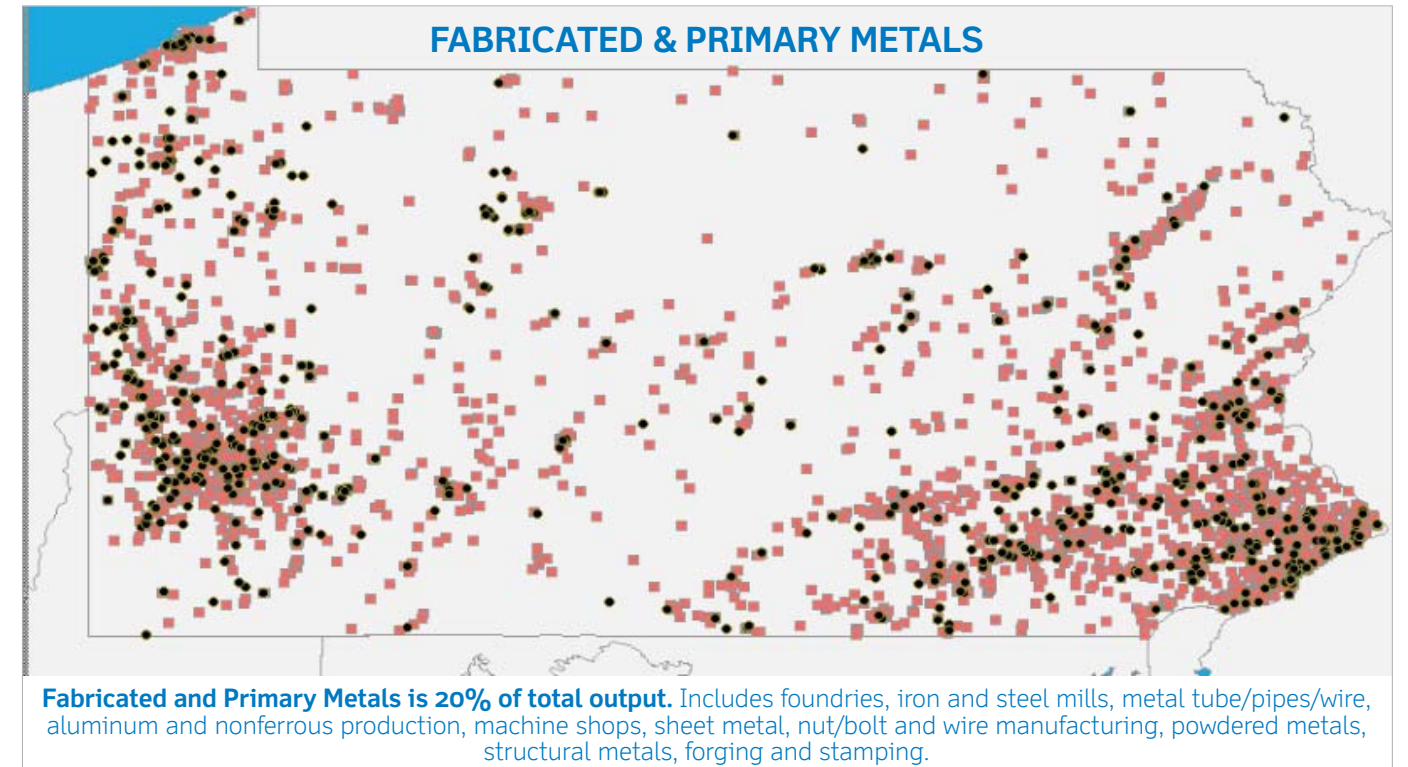 FABRICATED & PRIMARY METALS
Fabricated and Primary Metals is 20% of total output. Includes foundries, iron and steel mills, metal tube/pipes/wire,
aluminum and nonferrous production, machine shops, sheet metal, nut/bolt and wire manufacturing, powdered metals,
structural metals, forging and stamping.